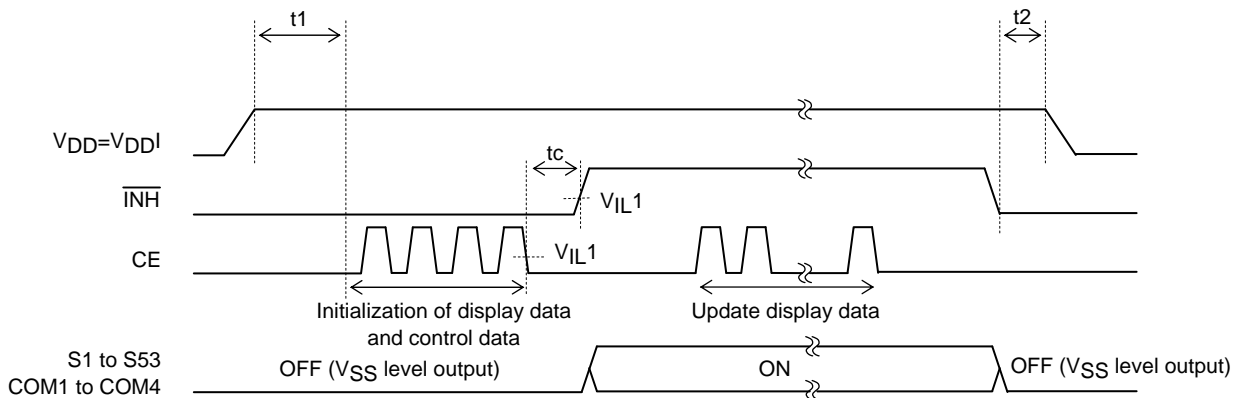 t1
t2
VDD=VDDI
tc
INH
VIL1
CE
VIL1
Initialization of display data
and control data
Update display data
S1 to S53
COM1 to COM4
OFF (VSS level output)
ON
OFF (VSS level output)